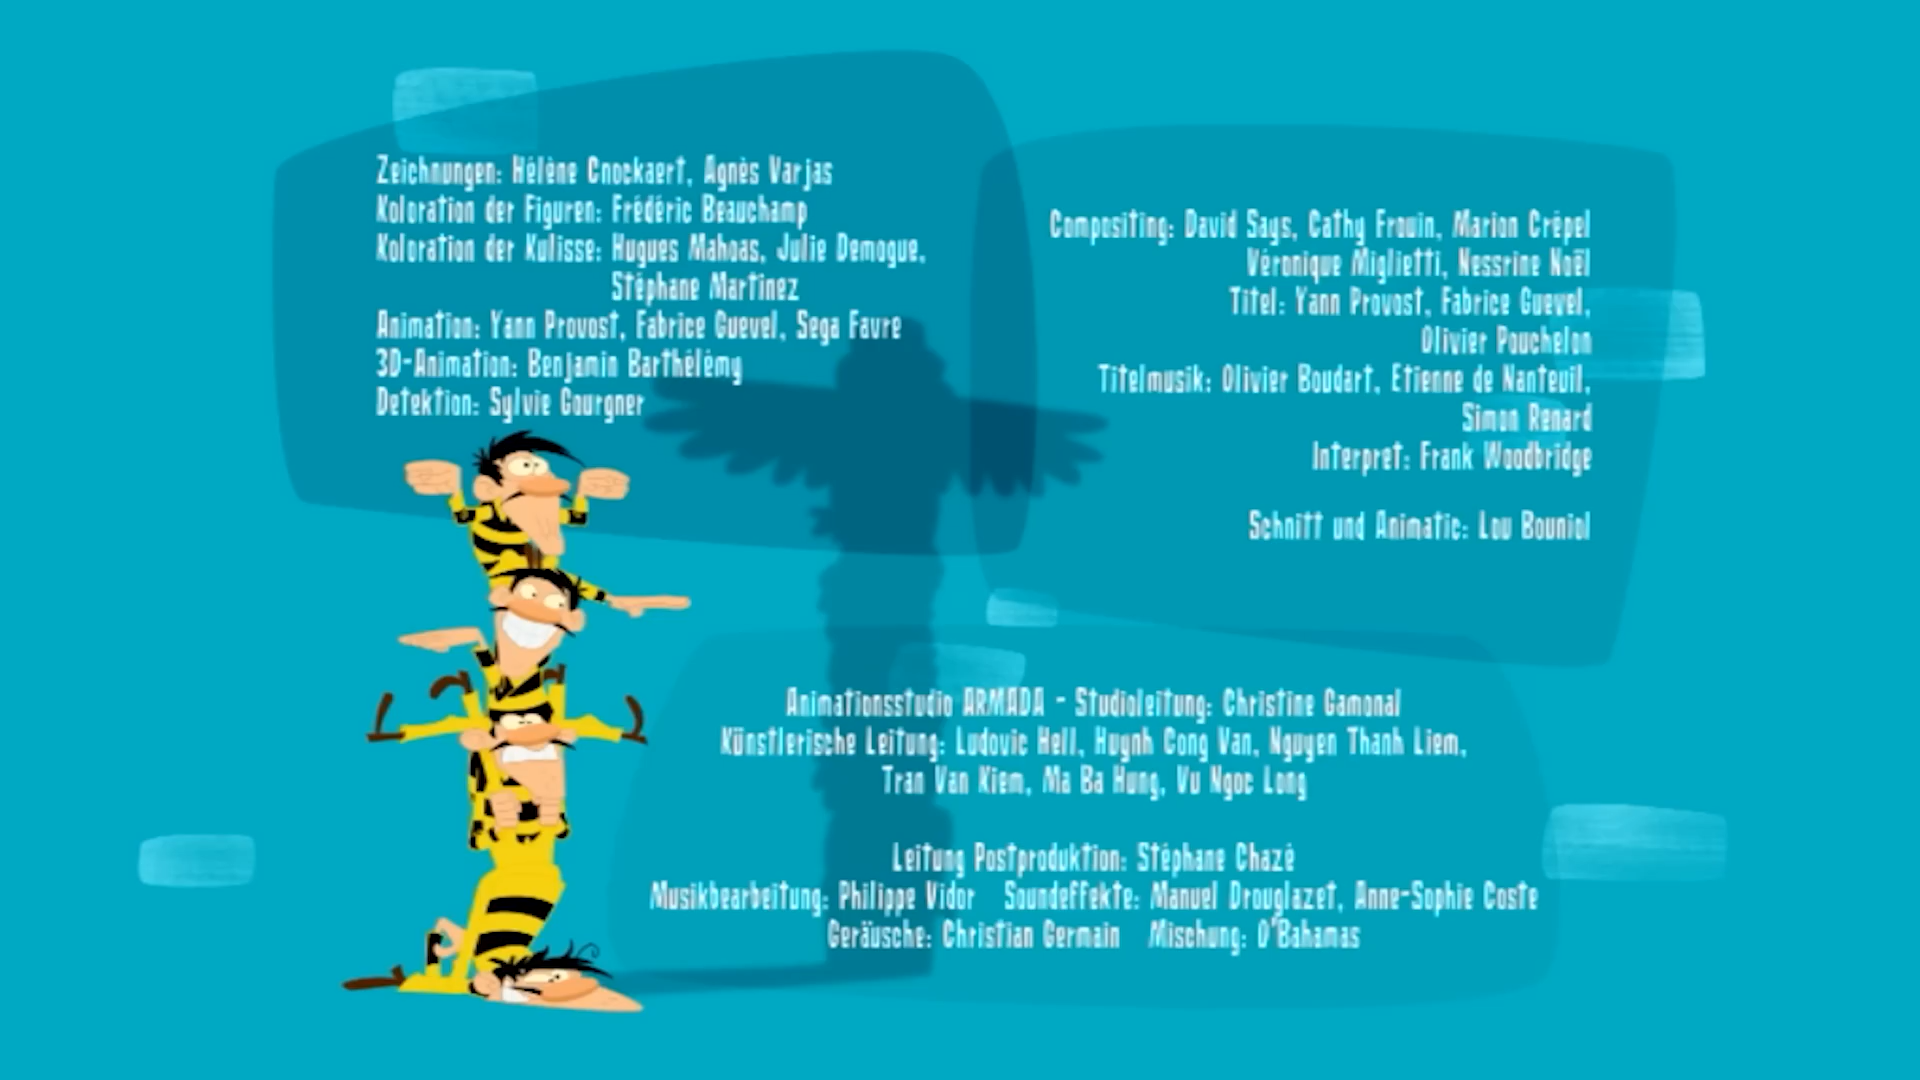 Zeichnungen: Hélène Cnockaert, Agnès Varjas
Koloration der Figuren: Frédéric Beauchamp
Koloration der Kulisse: Hugues Mahoas, Julie Demogue,
Stéphane Martinez
Animation: Yann Provost, Fabrice Guevel, Sega Favre
3D-Animation: Benjamin Barthélémy
Detektion: Sylvie Gourgner
Compositing: David Says, Cathy Frouin, Marion Crépel
Véronique Miglietti, Nessrine Noël
Titel: Yann Provost, Fabrice Guevel,
Olivier Pouchelon
Titelmusik: Olivier Boudart, Etienne de Nanteuil,
Simon Renard
Interpret: Frank Woodbridge
Schnitt und Animatic: Lou Bouniol
Animationsstudio ARMADA - Studioleitung: Christine Gamonal
Künstlerische Leitung: Ludovic Hell, Huynh Cong Van, Nguyen Thanh Liem,
Tran Van Kiem, Ma Ba Hung, Vu Ngoc Long
Leitung Postproduktion: Stéphane Chazé
Musikbearbeitung: Philippe Vidor Soundeffekte: Manuel Drouglazet, Anne-Sophie Coste
Geräusche: Christian Germain Mischung: O'Bahamas